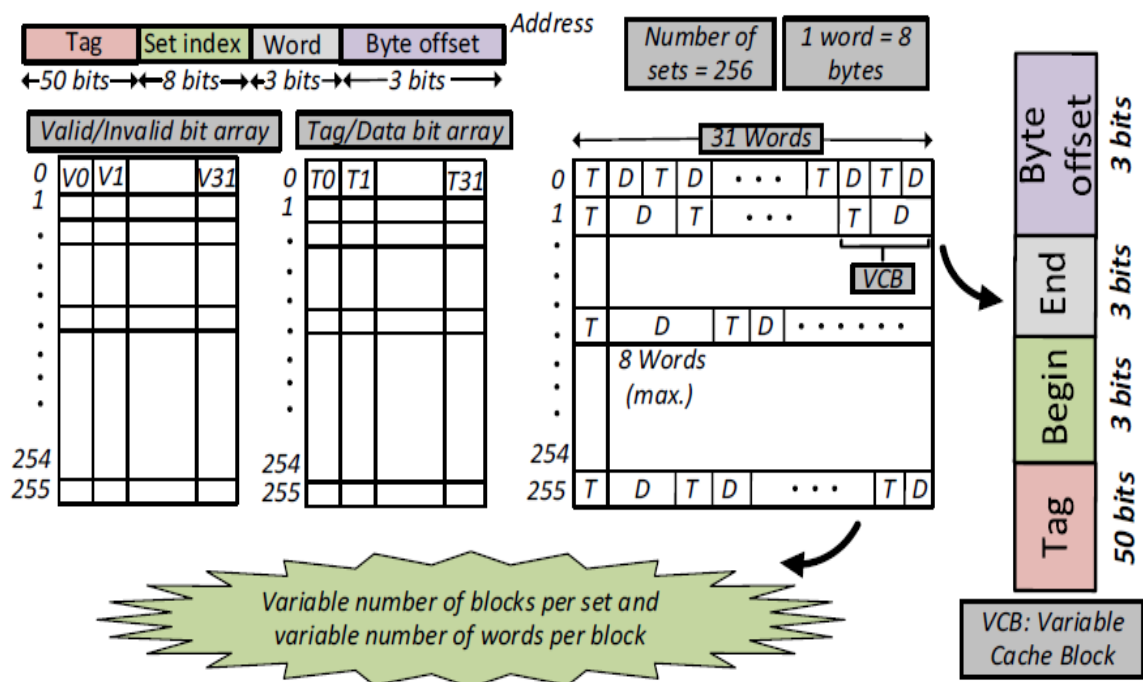 Address
Tag Set index Word Byte offset
50 bits 8 bits 3 bits 3 bits
Number of
sets = 256
1 word = 8
bytes
Valid/Invalid bit array
Tag/Data bit array
31 Words
0 V0 V1 V31
1
.
.
.
.
.
.
254
255
0 T0 T1 T31
1
.
.
.
.
.
.
254
255
0 T D T D . . . T D T D
1 T D T . . . T D
VCB
T D T D . . . . . .
8 Words
(max.)
254
255 T D T D . . . T D
Byte
offset
3 bits
End
3 bits
Begin
3 bits
Tag
50 bits
Variable number of blocks per set and
variable number of words per block
VCB: Variable
Cache Block